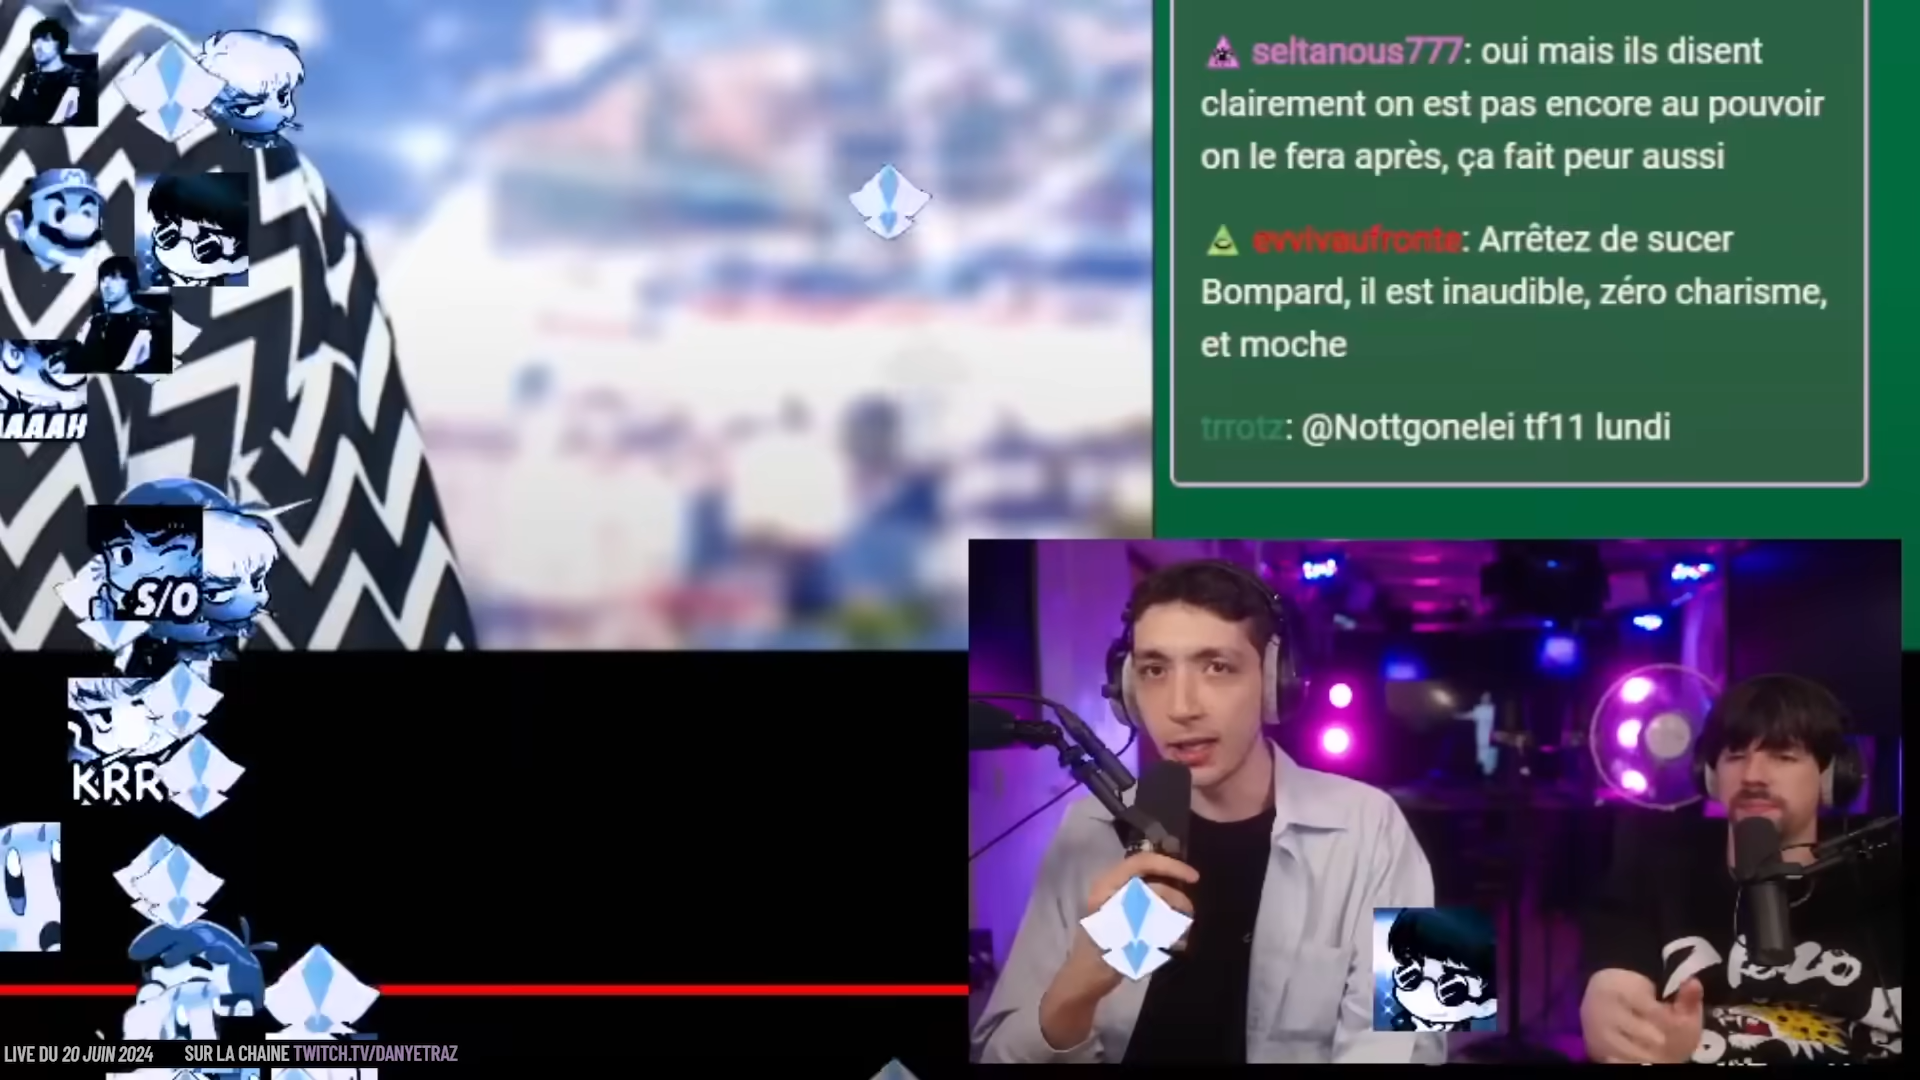 seltanous777: oui mais ils disent
clairement on est pas encore au pouvoir
on le fera après, ça fait peur aussi
evvivaufronte: Arrêtez de sucer
Bompard, il est inaudible, zéro charisme,
et moche
trrotz: @Nottgonelei tf11 lundi
AAAAH
S/O
KRR
LIVE DU 20 JUIN 2024 SUR LA CHAINE TWITCH.TV/DANYETRAZ